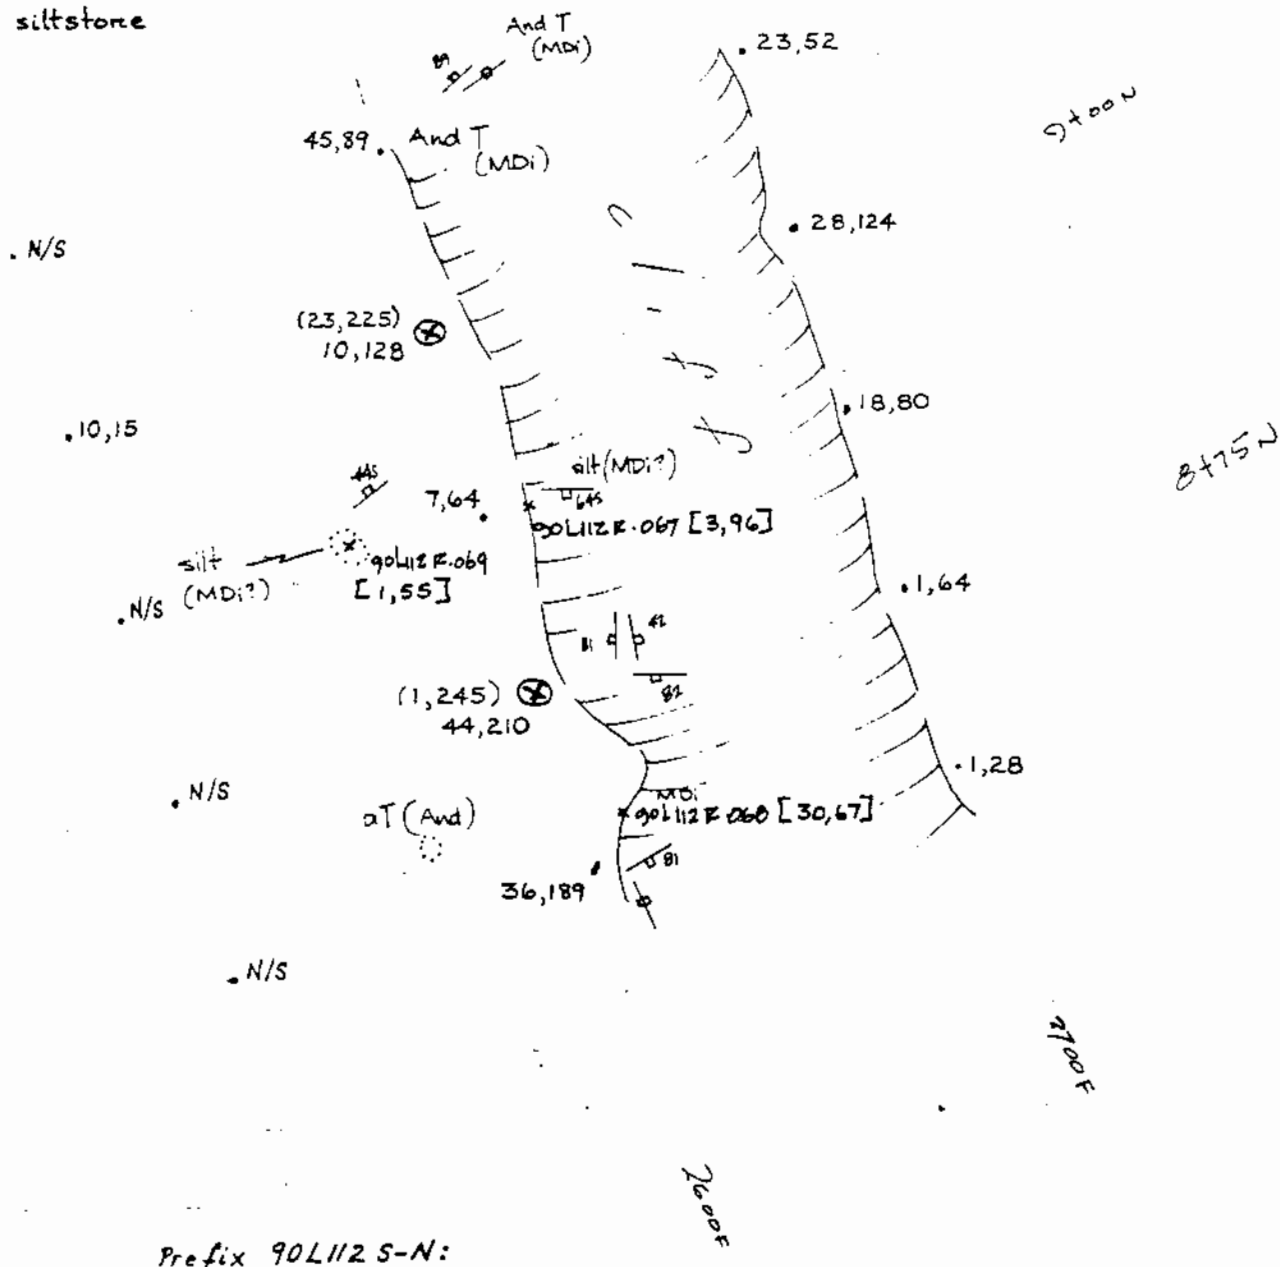 siltstone
And T
(MDi)
89
23,52
9+00N
45,89
And T
(MDi)
N/S
28,124
(23,225)
10,128
10,15
18,80
8+75N
silt (MDi?)
645
7,64
90L112R.067 [3,96]
silt
(MDi?)
90L112R.069
[1,55]
N/S
1,64
42
82
(1,245)
44,210
N/S
1,28
MDi
90L112R.068 [30,67]
aT (And)
81
36,189
N/S
2700E
2600E
Prefix 90L112 S-N: